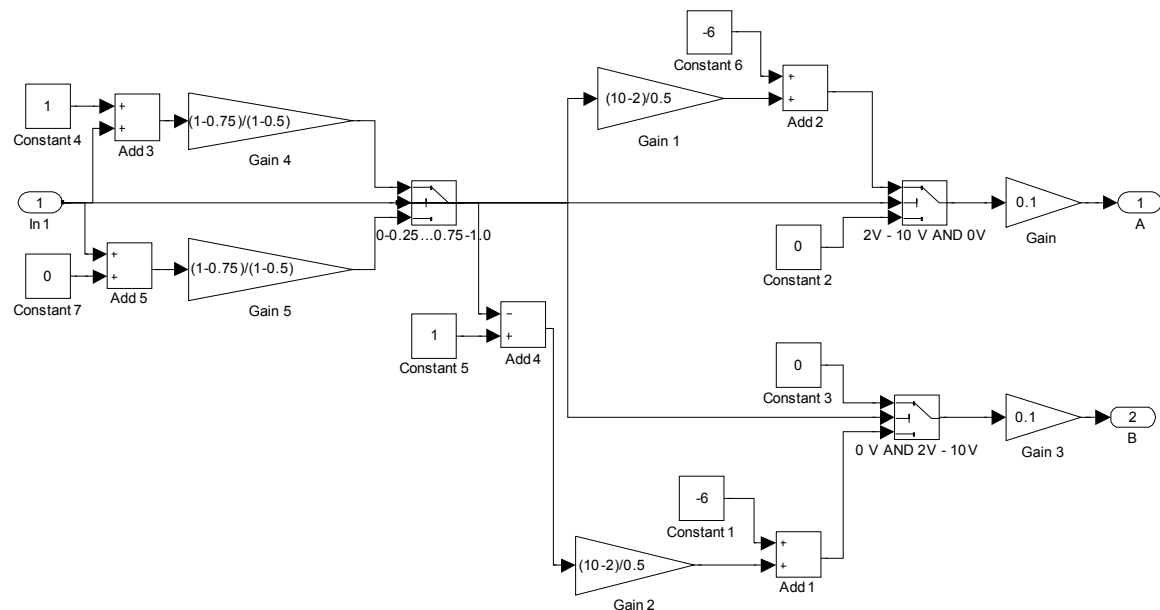 -6
Constant 6
+
+
Add 2
(10-2)/0.5
Gain 1
1
Constant 4
+
+
Add 3
(1-0.75)/(1-0.5)
Gain 4
1
In 1
0-0.25...0.75-1.0
2V - 10 V AND 0V
0.1
Gain
1
A
0
Constant 7
+
+
Add 5
(1-0.75)/(1-0.5)
Gain 5
0
Constant 2
1
Constant 5
−
+
Add 4
0
Constant 3
0 V AND 2V - 10V
0.1
Gain 3
2
B
-6
Constant 1
+
+
Add 1
(10-2)/0.5
Gain 2